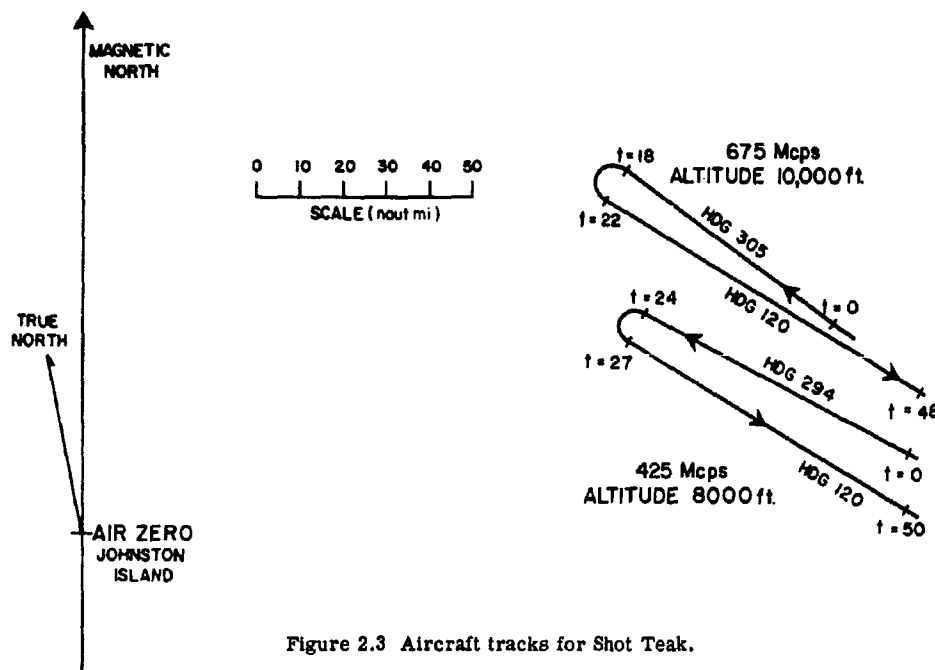 MAGNETIC
NORTH
0 10 20 30 40 50
SCALE (naut mi)
675 Mcps
ALTITUDE 10,000 ft.
t=18
t=22
HDG 305
HDG 120
t=0
t=48
t=24
t=27
HDG 294
HDG 120
t=0
t=50
425 Mcps
ALTITUDE 8000 ft.
TRUE
NORTH
AIR ZERO
JOHNSTON
ISLAND
Figure 2.3 Aircraft tracks for Shot Teak.